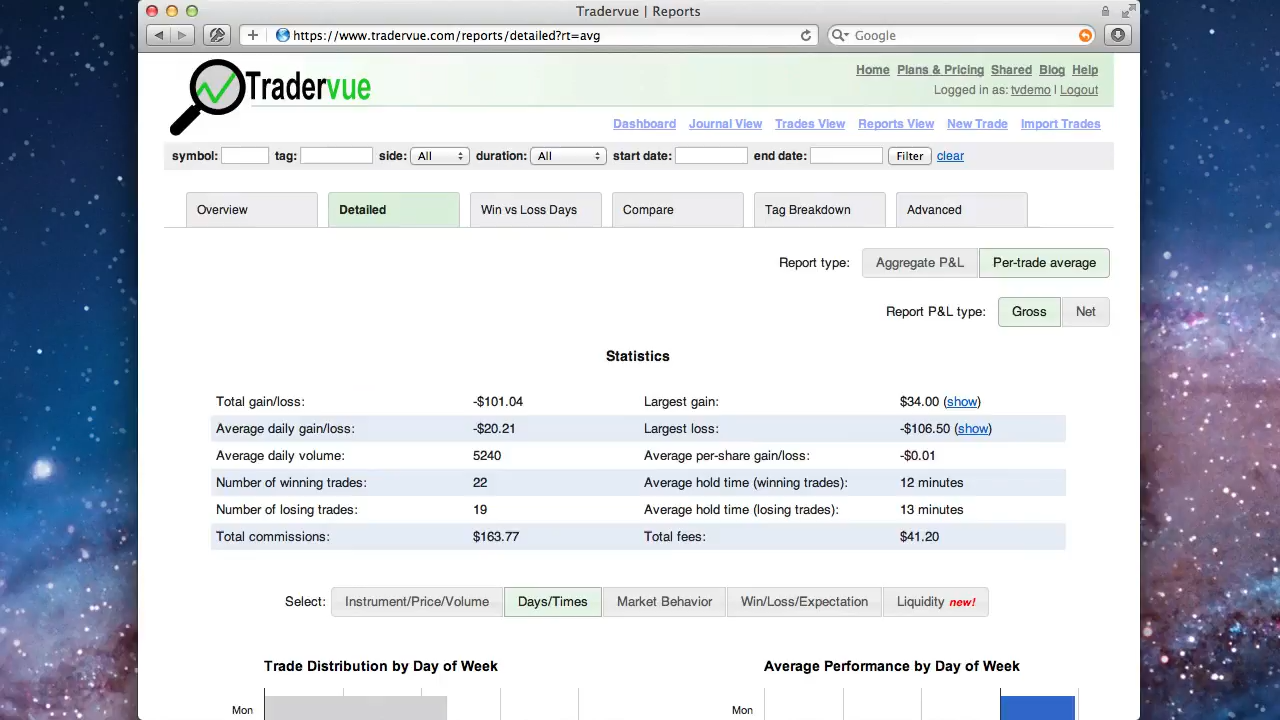 Tradervue | Reports
https://www.tradervue.com/reports/detailed?rt=avg
Google
Tradervue
Home Plans & Pricing Shared Blog Help
Logged in as: tvdemo | Logout
Dashboard Journal View Trades View Reports View New Trade Import Trades
symbol: tag: side: All duration: All start date: end date: Filter clear
Overview Detailed Win vs Loss Days Compare Tag Breakdown Advanced
Report type: Aggregate P&L Per-trade average
Report P&L type: Gross Net
Statistics
Total gain/loss: -$101.04 Largest gain: $34.00 (show)
Average daily gain/loss: -$20.21 Largest loss: -$106.50 (show)
Average daily volume: 5240 Average per-share gain/loss: -$0.01
Number of winning trades: 22 Average hold time (winning trades): 12 minutes
Number of losing trades: 19 Average hold time (losing trades): 13 minutes
Total commissions: $163.77 Total fees: $41.20
Select: Instrument/Price/Volume Days/Times Market Behavior Win/Loss/Expectation Liquidity new!
Trade Distribution by Day of Week Average Performance by Day of Week
Mon Mon